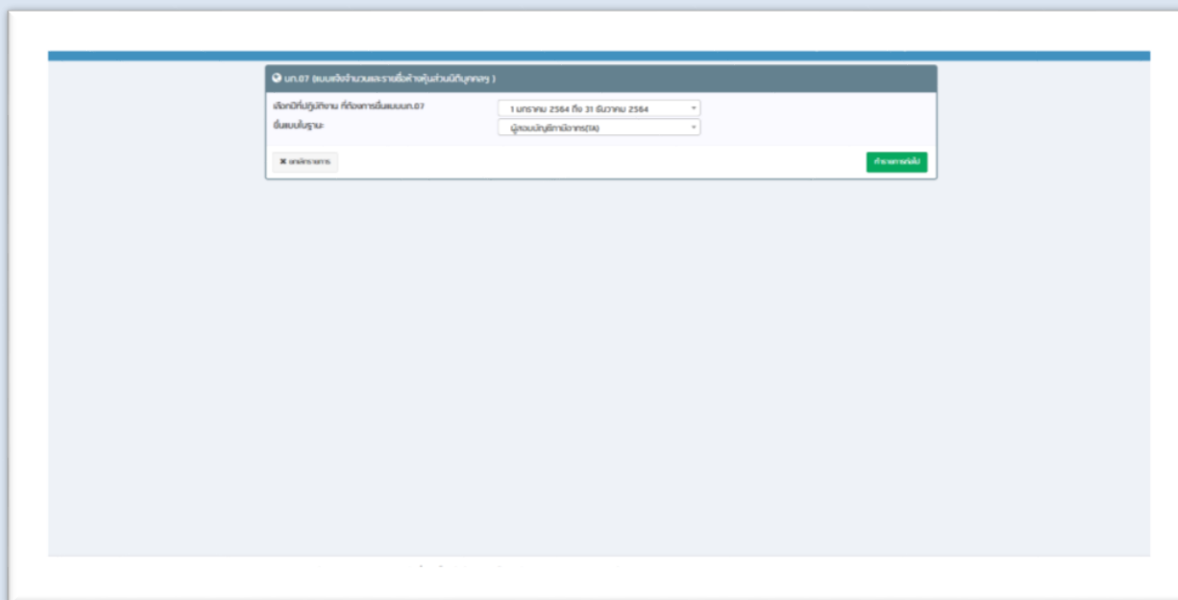 บภ.07 (แบบแจ้งจำนวนและรายชื่อห้างหุ้นส่วนนิติบุคคลฯ )
เลือกปีที่ปฏิบัติงาน ที่ต้องการยื่นแบบบภ.07
1 มกราคม 2564 ถึง 31 ธันวาคม 2564
ยื่นแบบในฐานะ
ผู้สอบบัญชีภาษีอากร(TA)
ยกเลิกรายการ
ทำรายการต่อไป